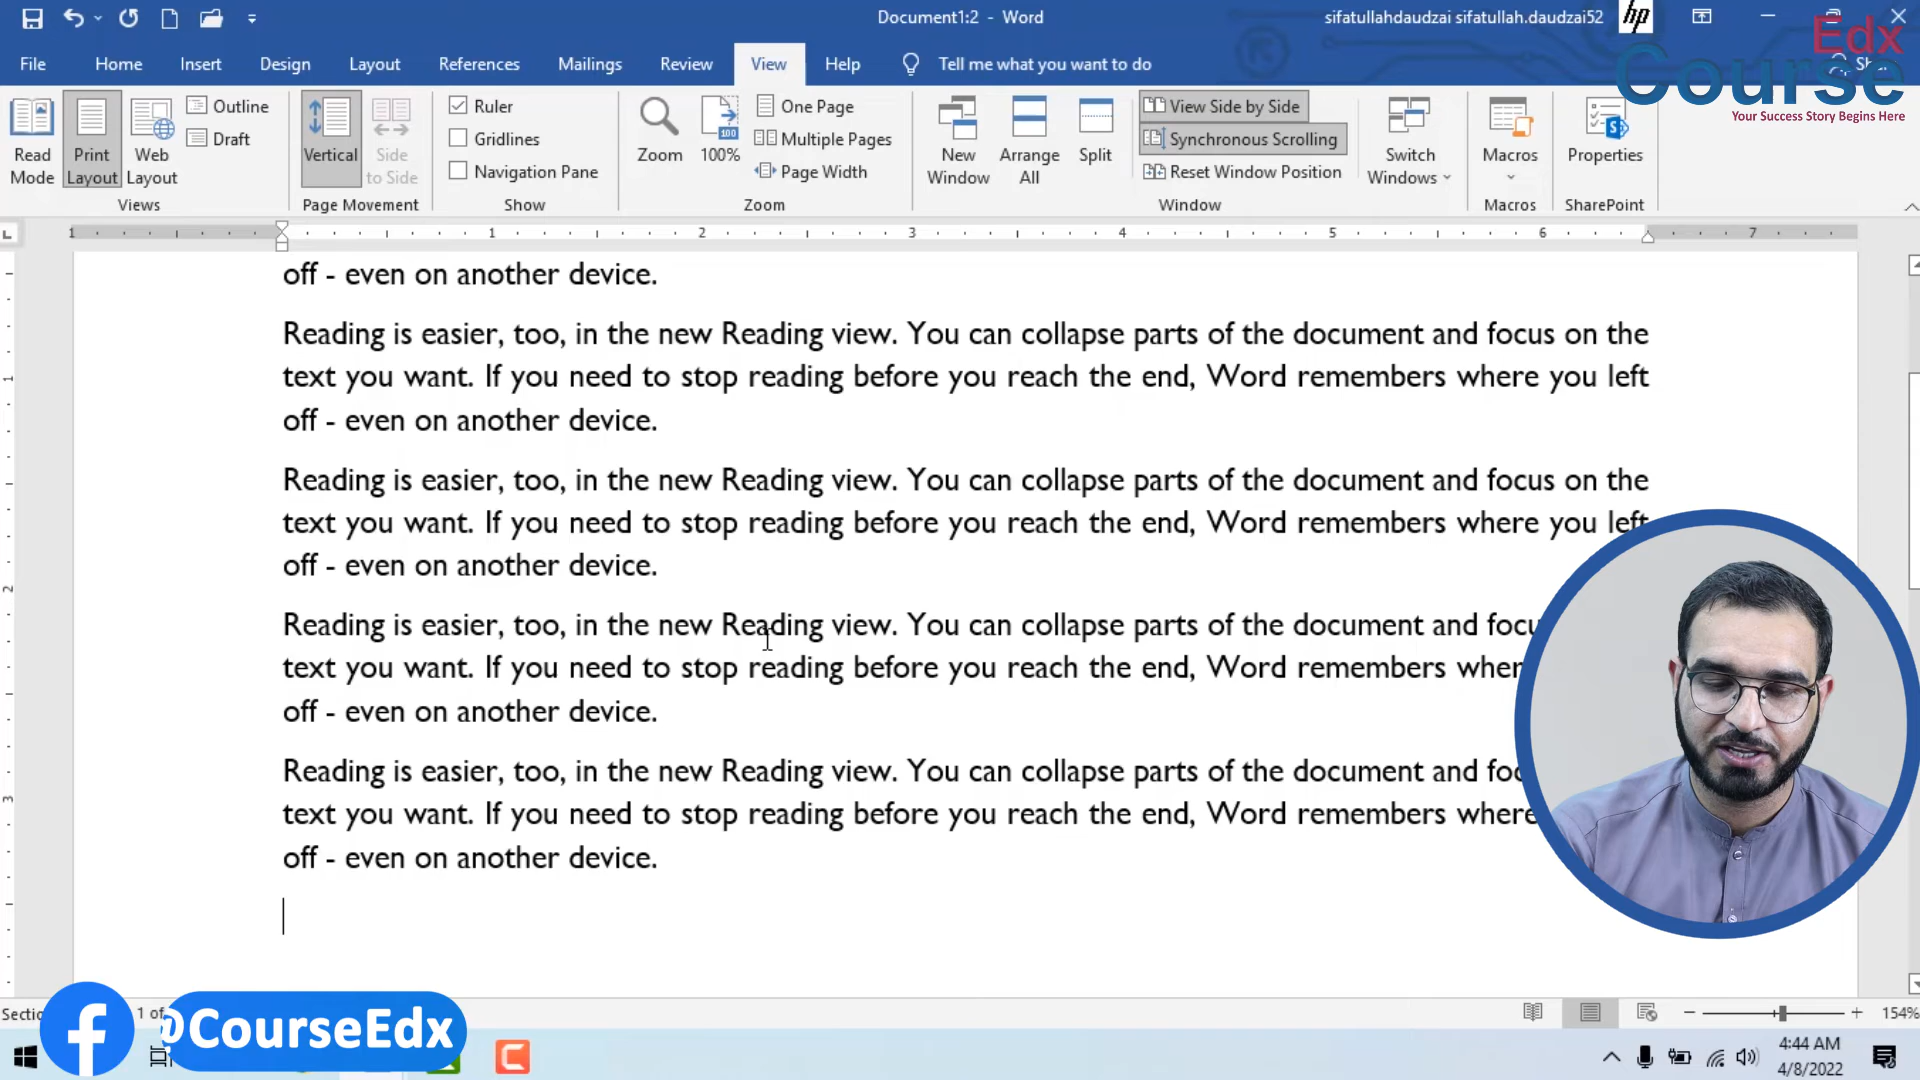 Document1:2 - Word
sifatullahdaudzai sifatullah.daudzai52
hp
File Home Insert Design Layout References Mailings Review View Help Tell me what you want to do
Edx
Course
Your Success Story Begins Here
Read Mode
Print Layout
Web Layout
Outline
Draft
Views
Vertical
Side to Side
Page Movement
Ruler
Gridlines
Navigation Pane
Show
Zoom
100
100%
One Page
Multiple Pages
Page Width
Zoom
New Window
Arrange All
Split
View Side by Side
Synchronous Scrolling
Reset Window Position
Switch Windows
Window
Macros
Macros
Properties
SharePoint
1 1 2 3 4 5 6 7
off - even on another device.
Reading is easier, too, in the new Reading view. You can collapse parts of the document and focus on the
text you want. If you need to stop reading before you reach the end, Word remembers where you left
off - even on another device.
Reading is easier, too, in the new Reading view. You can collapse parts of the document and focus on the
text you want. If you need to stop reading before you reach the end, Word remembers where you left
off - even on another device.
Reading is easier, too, in the new Reading view. You can collapse parts of the document and
text you want. If you need to stop reading before you reach the end, Word remembers
off - even on another device.
Reading is easier, too, in the new Reading view. You can collapse parts of the document and
text you want. If you need to stop reading before you reach the end, Word remembers where
off - even on another device.
1
2
3
1 of
154%
@CourseEdx
4:44 AM
4/8/2022